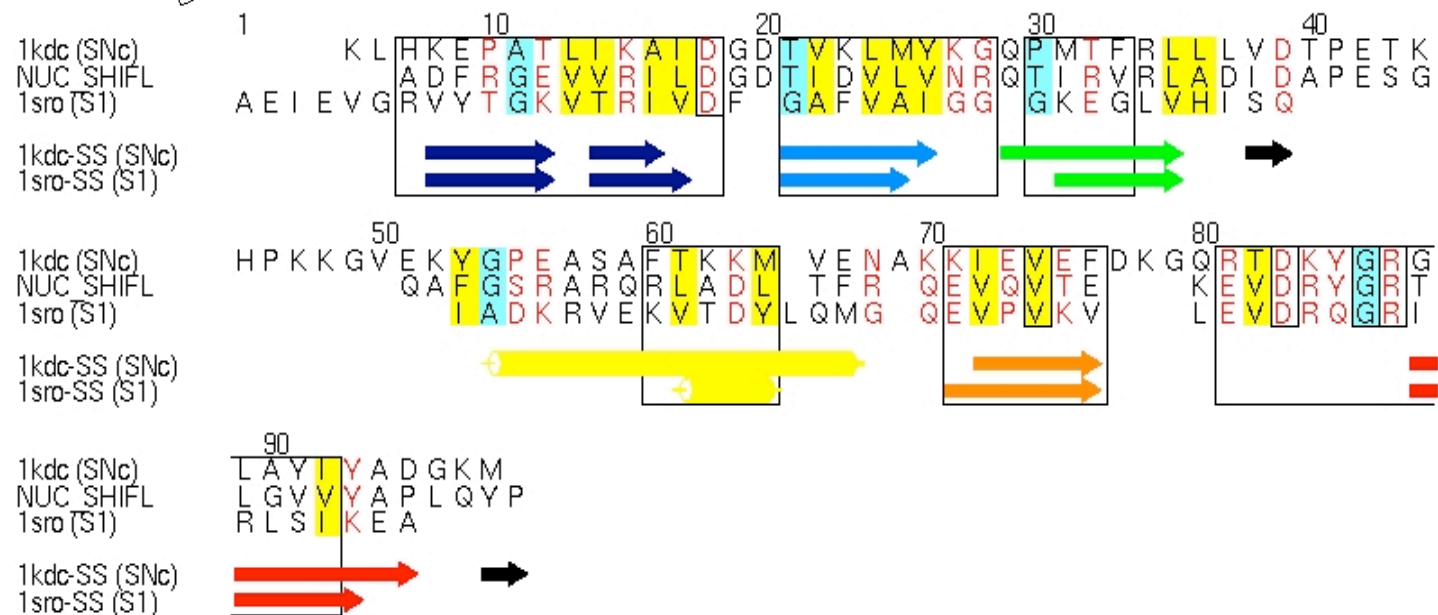 1 10 20 30 40
1kdc (SNc) K L H K E P A T L I K A I D G D T V K L M Y K G Q P M T F R L L L V D T P E T K
NUC_SHIFL A D F R G E V V R I L D G D T I D V L V N R Q T I R V R L A D I D A P E S G
1sro (S1) A E I E V G R V Y T G K V T R I V D F G A F V A I G G G K E G L V H I S Q
1kdc-SS (SNc)
1sro-SS (S1)
50 60 70 80
1kdc (SNc) H P K K G V E K Y G P E A S A F T K K M V E N A K K I E V E F D K G Q R T D K Y G R G
NUC_SHIFL Q A F G S R A R Q R L A D L T F R Q E V Q V T E K E V D R Y G R T
1sro (S1) I A D K R V E K V T D Y L Q M G Q E V P V K V L E V D R Q G R I
1kdc-SS (SNc)
1sro-SS (S1)
90
1kdc (SNc) L A Y I Y A D G K M
NUC_SHIFL L G V V Y A P L Q Y P
1sro (S1) R L S I K E A
1kdc-SS (SNc)
1sro-SS (S1)